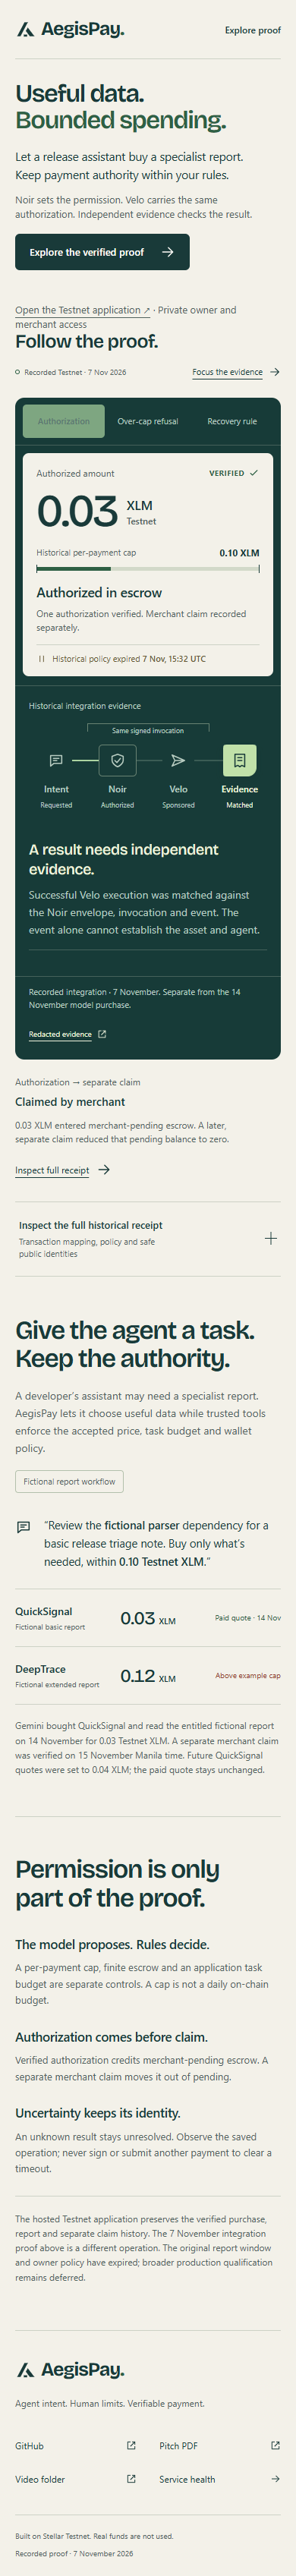 AegisPay.
Explore proof
Useful data.
Bounded spending.
Let a release assistant buy a specialist report.
Keep payment authority within your rules.
Noir sets the permission. Velo carries the same
authorization. Independent evidence checks the result.
Explore the verified proof →
Open the Testnet application ↗ · Private owner and
merchant access
Follow the proof.
Recorded Testnet · 7 Nov 2026
Focus the evidence →
Authorization
Over-cap refusal
Recovery rule
Authorized amount
VERIFIED ✓
0.03 XLM
Testnet
Historical per-payment cap
0.10 XLM
Authorized in escrow
One authorization verified. Merchant claim recorded
separately.
Historical policy expired 7 Nov, 15:32 UTC
Historical integration evidence
Same signed invocation
Intent
Noir
Velo
Evidence
Requested
Authorized
Sponsored
Matched
A result needs independent
evidence.
Successful Velo execution was matched against
the Noir envelope, invocation and event. The
event alone cannot establish the asset and agent.
Recorded integration · 7 November. Separate from the 14
November model purchase.
Redacted evidence
Authorization → separate claim
Claimed by merchant
0.03 XLM entered merchant-pending escrow. A later,
separate claim reduced that pending balance to zero.
Inspect full receipt →
Inspect the full historical receipt
Transaction mapping, policy and safe
public identities
Give the agent a task.
Keep the authority.
A developer's assistant may need a specialist report.
AegisPay lets it choose useful data while trusted tools
enforce the accepted price, task budget and wallet
policy.
Fictional report workflow
“Review the fictional parser dependency for a
basic release triage note. Buy only what's
needed, within 0.10 Testnet XLM.”
QuickSignal
Fictional basic report
0.03 XLM
Paid quote · 14 Nov
DeepTrace
Fictional extended report
0.12 XLM
Above example cap
Gemini bought QuickSignal and read the entitled fictional report
on 14 November for 0.03 Testnet XLM. A separate merchant claim
was verified on 15 November Manila time. Future QuickSignal
quotes were set to 0.04 XLM; the paid quote stays unchanged.
Permission is only
part of the proof.
The model proposes. Rules decide.
A per-payment cap, finite escrow and an application task
budget are separate controls. A cap is not a daily on-chain
budget.
Authorization comes before claim.
Verified authorization credits merchant-pending escrow. A
separate merchant claim moves it out of pending.
Uncertainty keeps its identity.
An unknown result stays unresolved. Observe the saved
operation; never sign or submit another payment to clear a
timeout.
The hosted Testnet application preserves the verified purchase,
report and separate claim history. The 7 November integration
proof above is a different operation. The original report window
and owner policy have expired; broader production qualification
remains deferred.
AegisPay.
Agent intent. Human limits. Verifiable payment.
GitHub
Pitch PDF
Video folder
Service health →
Built on Stellar Testnet. Real funds are not used.
Recorded proof · 7 November 2026